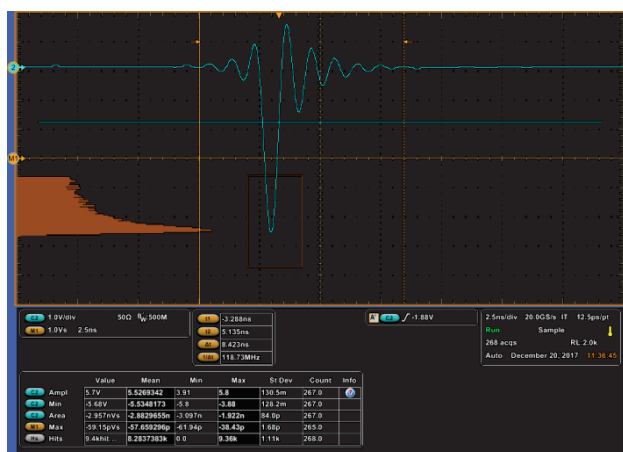 2
M1
C2 1.0V/div 50Ω BW:500M
M1 1.0Vs 2.5ns
t1 -3.288ns
t2 5.135ns
Δt 8.423ns
1/Δt 118.73MHz
A' C2 ∫ -1.88V
2.5ns/div 20.0GS/s IT 12.5ps/pt
Run Sample
268 acqs RL:2.0k
Auto December 20, 2017 11:36:45
Value Mean Min Max St Dev Count Info
C2 Ampl 5.7V 5.5269342 3.91 5.8 130.5m 267.0
C2 Min -5.68V -5.5348173 -5.8 -3.88 128.2m 267.0
C2 Area -2.957nVs -2.8829655n -3.097n -1.922n 84.0p 267.0
M1 Max -59.15pVs -57.659296p -61.94p -38.43p 1.68p 265.0
Hs Hits 9.4khit .. 8.2837383k 0.0 9.36k 1.11k 268.0